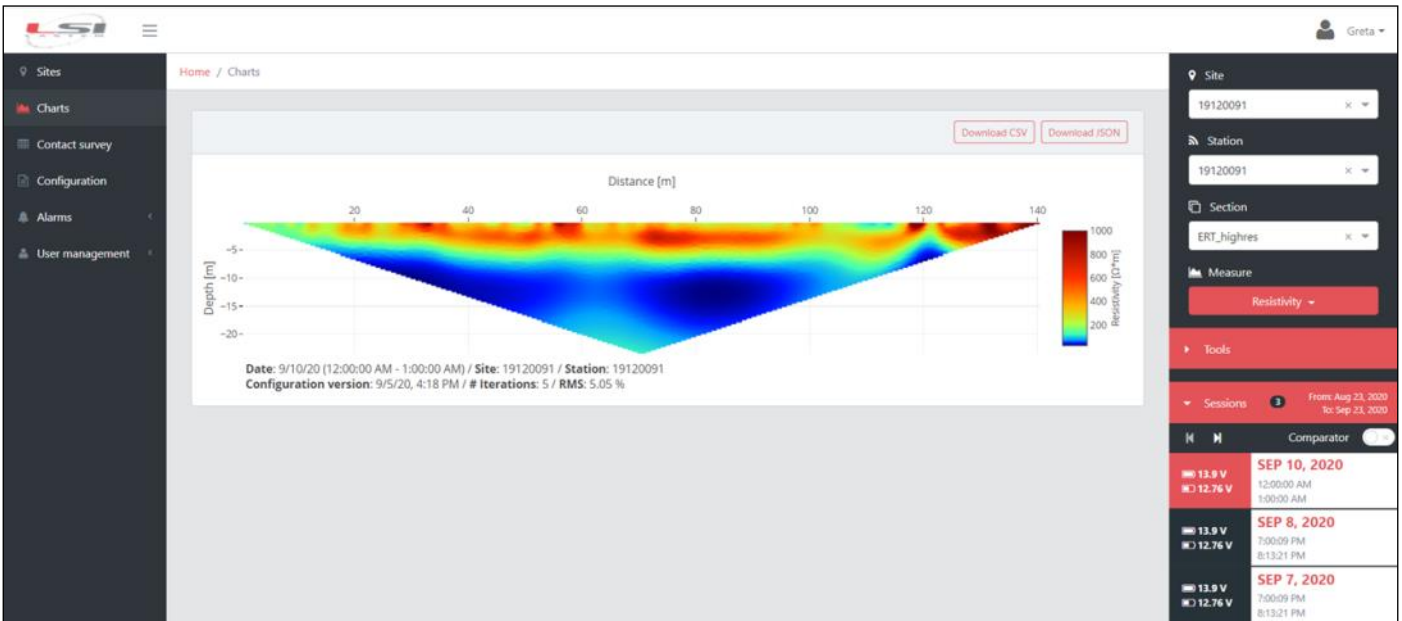 LSI
LASTEM
Greta
Sites
Charts
Contact survey
Configuration
Alarms
User management
Home / Charts
Download CSV
Download JSON
Distance [m]
20 40 60 80 100 120 140
−5
−10
−15
−20
Depth [m]
1000
800
600
400
200
Resistivity [Ω*m]
Date: 9/10/20 (12:00:00 AM - 1:00:00 AM) / Site: 19120091 / Station: 19120091
Configuration version: 9/5/20, 4:18 PM / # Iterations: 5 / RMS: 5.05 %
Site
19120091
Station
19120091
Section
ERT_highres
Measure
Resistivity
Tools
Sessions 3 From: Aug 23, 2020
To: Sep 23, 2020
Comparator
13.9 V
12.76 V
SEP 10, 2020
12:00:00 AM
1:00:00 AM
13.9 V
12.76 V
SEP 8, 2020
7:00:09 PM
8:13:21 PM
13.9 V
12.76 V
SEP 7, 2020
7:00:09 PM
8:13:21 PM